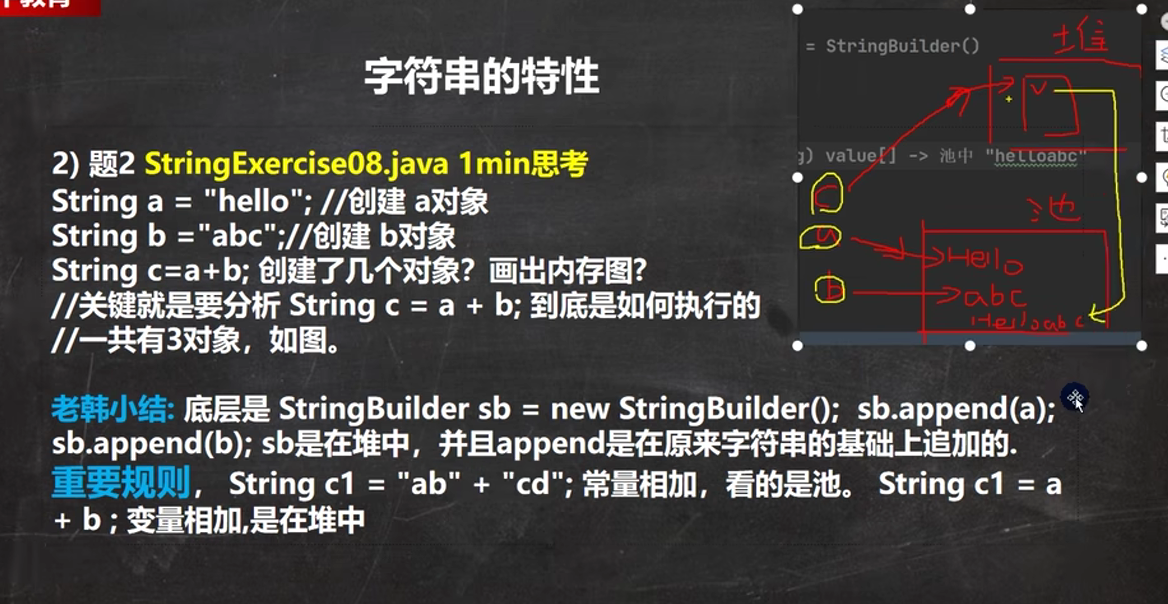 教育
字符串的特性
2) 题2 StringExercise08.java 1min思考
String a = "hello"; //创建 a对象
String b ="abc";//创建 b对象
String c=a+b; 创建了几个对象？画出内存图?
//关键就是要分析 String c = a + b; 到底是如何执行的
//一共有3对象，如图。
老韩小结: 底层是 StringBuilder sb = new StringBuilder(); sb.append(a);
sb.append(b); sb是在堆中，并且append是在原来字符串的基础上追加的.
重要规则， String c1 = "ab" + "cd"; 常量相加，看的是池。 String c1 = a
+ b ; 变量相加,是在堆中
= StringBuilder()
堆
v
g) value[] -> 池中 "helloabc"
c
池
a
Hello
b
abc
Helloabc